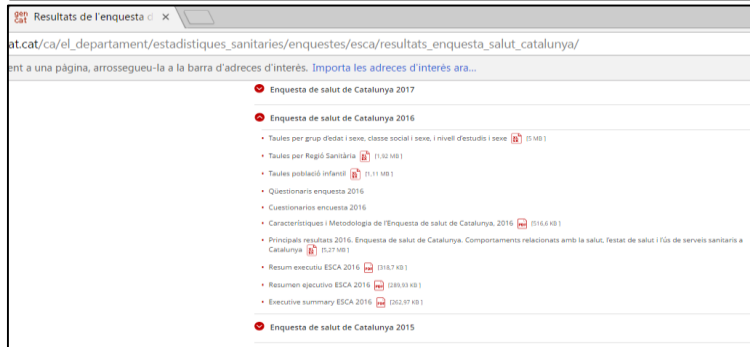 gen
cat
Resultats de l'enquesta d
at.cat/ca/el_departament/estadistiques_sanitaries/enquestes/esca/resultats_enquesta_salut_catalunya/
ent a una pàgina, arrossegueu-la a la barra d'adreces d'interès. Importa les adreces d'interès ara...
Enquesta de salut de Catalunya 2017
Enquesta de salut de Catalunya 2016
• Taules per grup d'edat i sexe, classe social i sexe, i nivell d'estudis i sexe [5 MB ]
• Taules per Regió Sanitària [1,92 MB ]
• Taules població infantil [1,11 MB ]
• Qüestionaris enquesta 2016
• Cuestionarios encuesta 2016
• Característiques i Metodologia de l'Enquesta de salut de Catalunya, 2016 PDF [516,6 KB ]
• Principals resultats 2016. Enquesta de salut de Catalunya. Comportaments relacionats amb la salut, l'estat de salut i l'ús de serveis sanitaris a
Catalunya [5,27 MB ]
• Resum executiu ESCA 2016 PDF [318,7 KB ]
• Resumen ejecutivo ESCA 2016 PDF [289,93 KB ]
• Executive summary ESCA 2016 PDF [262,97 KB ]
Enquesta de salut de Catalunya 2015